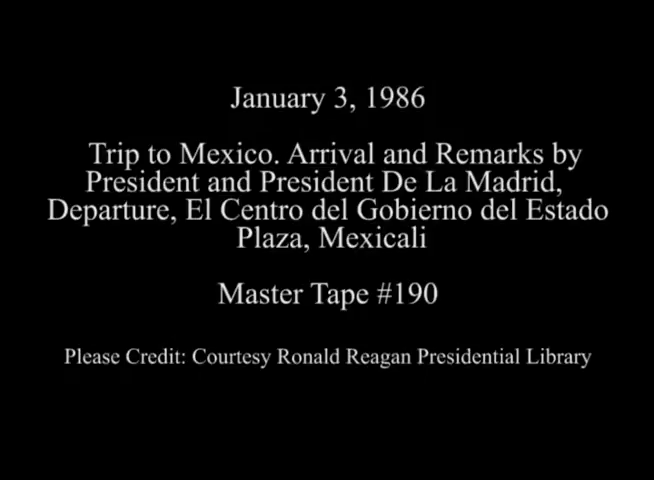 January 3, 1986
Trip to Mexico. Arrival and Remarks by
President and President De La Madrid,
Departure, El Centro del Gobierno del Estado
Plaza, Mexicali
Master Tape #190
Please Credit: Courtesy Ronald Reagan Presidential Library